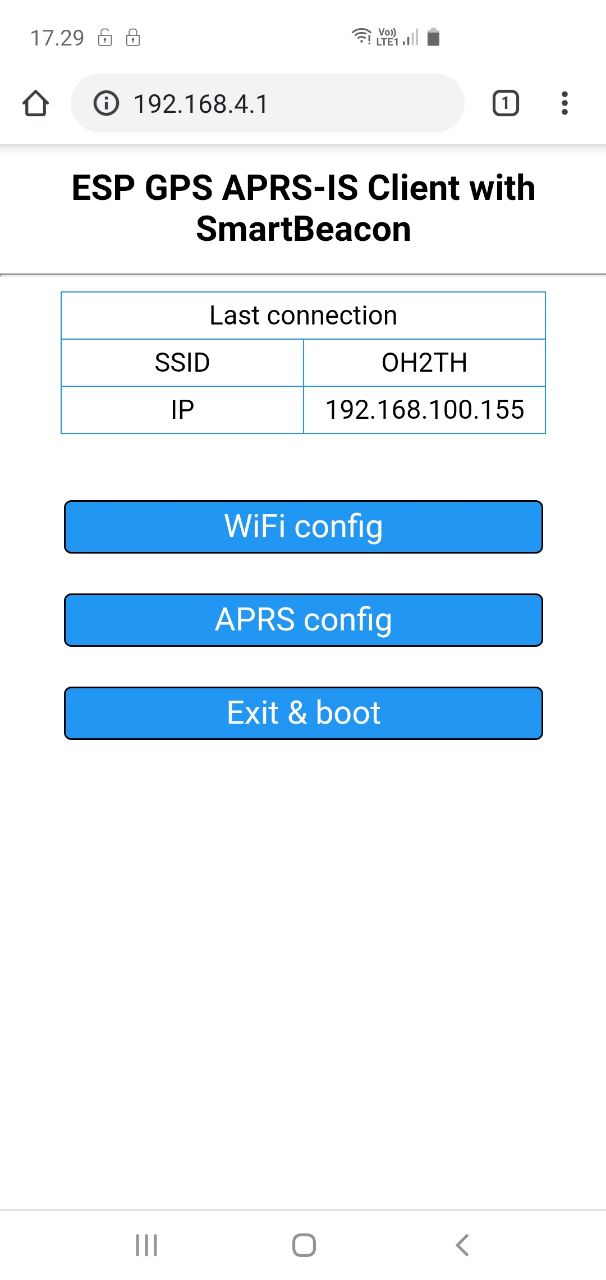 17.29
Vo))
LTE1
192.168.4.1
1
ESP GPS APRS-IS Client with
SmartBeacon
Last connection
SSID OH2TH
IP 192.168.100.155
WiFi config
APRS config
Exit & boot